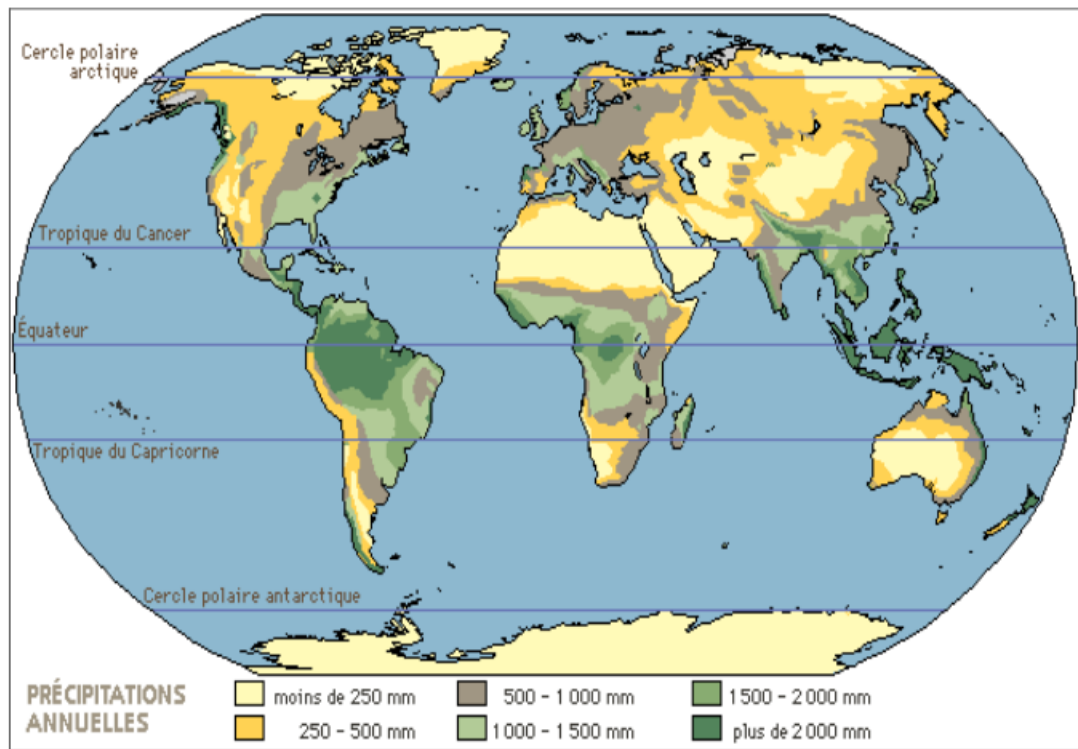 Cercle polaire
arctique
Tropique du Cancer
Équateur
Tropique du Capricorne
Cercle polaire antarctique
PRÉCIPITATIONS
ANNUELLES
moins de 250 mm
250 – 500 mm
500 – 1 000 mm
1 000 – 1 500 mm
1 500 – 2 000 mm
plus de 2 000 mm